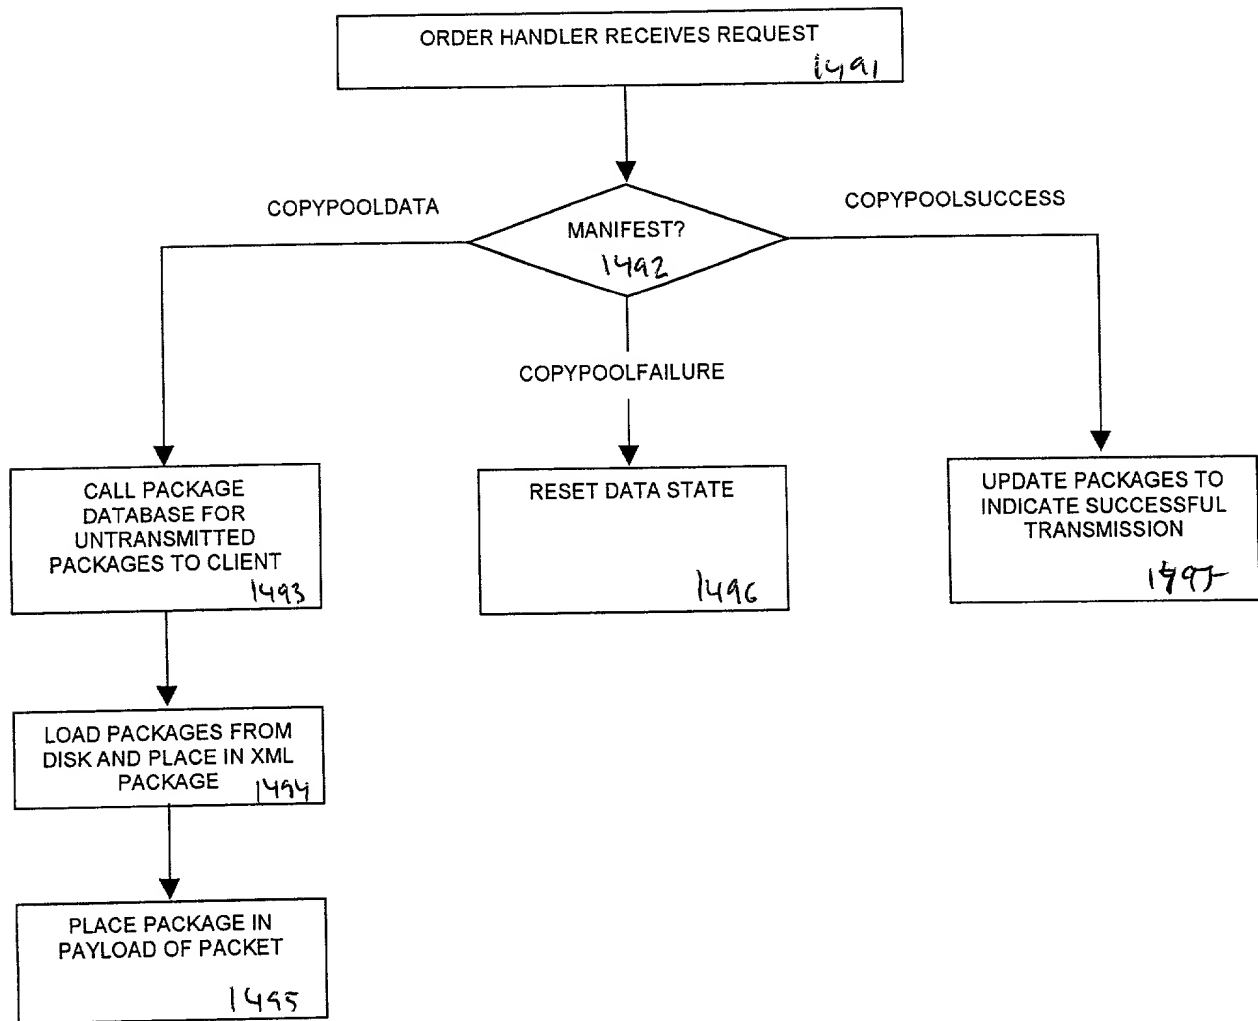 ORDER HANDLER RECEIVES REQUEST
1491
COPYPOOLDATA
COPYPOOLSUCCESS
MANIFEST?
1492
COPYPOOLFAILURE
CALL PACKAGE
DATABASE FOR
UNTRANSMITTED
PACKAGES TO CLIENT
1493
RESET DATA STATE
1496
UPDATE PACKAGES TO
INDICATE SUCCESSFUL
TRANSMISSION
LOAD PACKAGES FROM
DISK AND PLACE IN XML
PACKAGE
1494
PLACE PACKAGE IN
PAYLOAD OF PACKET
1495